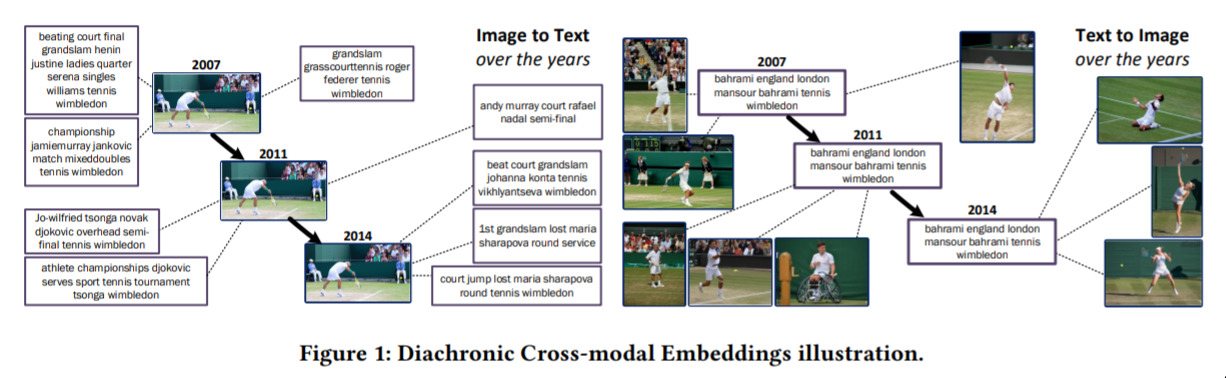 beating court final
grandslam henin
justine ladies quarter
serena singles
williams tennis
wimbledon
championship
jamiemurray jankovic
match mixeddoubles
tennis wimbledon
2007
grandslam
grasscourttennis roger
federer tennis
wimbledon
Image to Text
over the years
andy murray court rafael
nadal semi-final
2011
beat court grandslam
johanna konta tennis
vikhlyantseva wimbledon
Jo-wilfried tsonga novak
djokovic overhead semi-
final tennis wimbledon
2014
1st grandslam lost maria
sharapova round service
athlete championships djokovic
serves sport tennis tournament
tsonga wimbledon
court jump lost maria sharapova
round tennis wimbledon
2007
bahrami england london
mansour bahrami tennis
wimbledon
Text to Image
over the years
2011
bahrami england london
mansour bahrami tennis
wimbledon
2014
bahrami england london
mansour bahrami tennis
wimbledon
Figure 1: Diachronic Cross-modal Embeddings illustration.